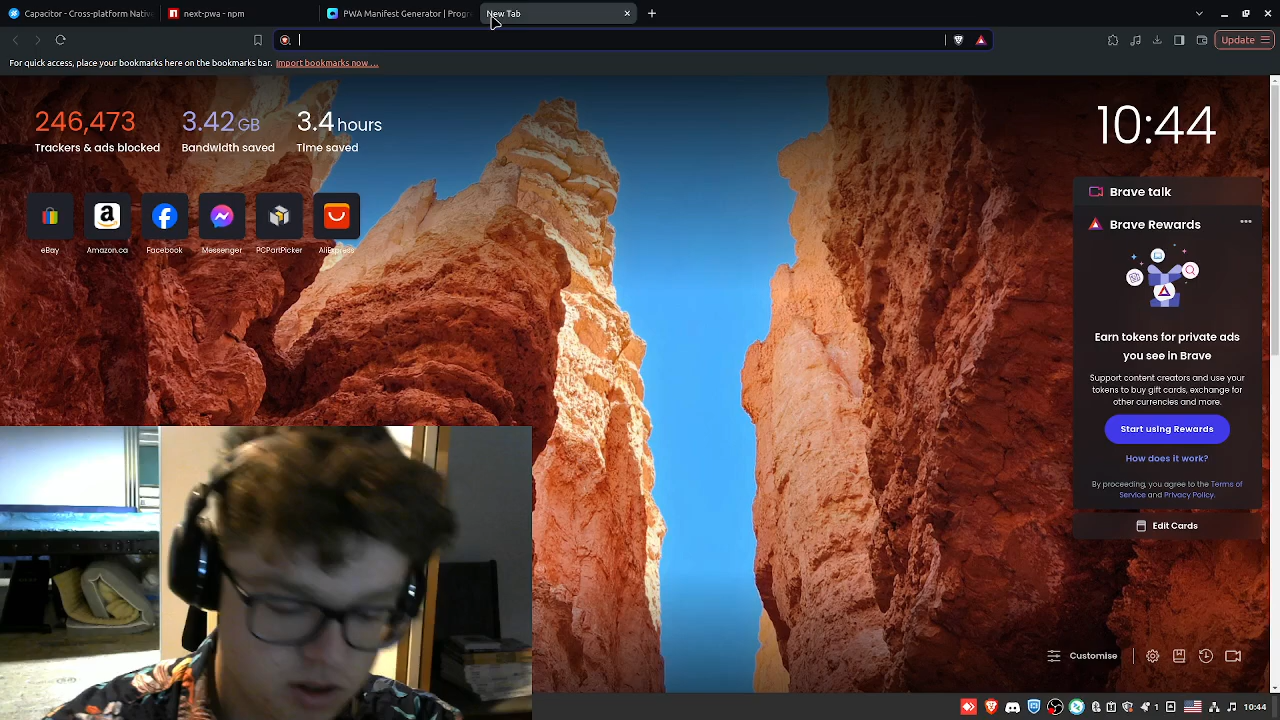 Capacitor - Cross-platform Nativ
next-pwa - npm
PWA Manifest Generator | Progr
New Tab
Update
For quick access, place your bookmarks here on the bookmarks bar. Import bookmarks now ...
246,473
Trackers & ads blocked
3.42 GB
Bandwidth saved
3.4 hours
Time saved
10:44
eBay
Amazon.ca
Facebook
Messenger
PCPartPicker
AliExpress
Brave talk
Brave Rewards
Earn tokens for private ads
you see in Brave
Support content creators and use your
tokens to buy gift cards, exchange for
other currencies and more.
Start using Rewards
How does it work?
By proceeding, you agree to the Terms of
Service and Privacy Policy.
Edit Cards
Customise
1
10:44